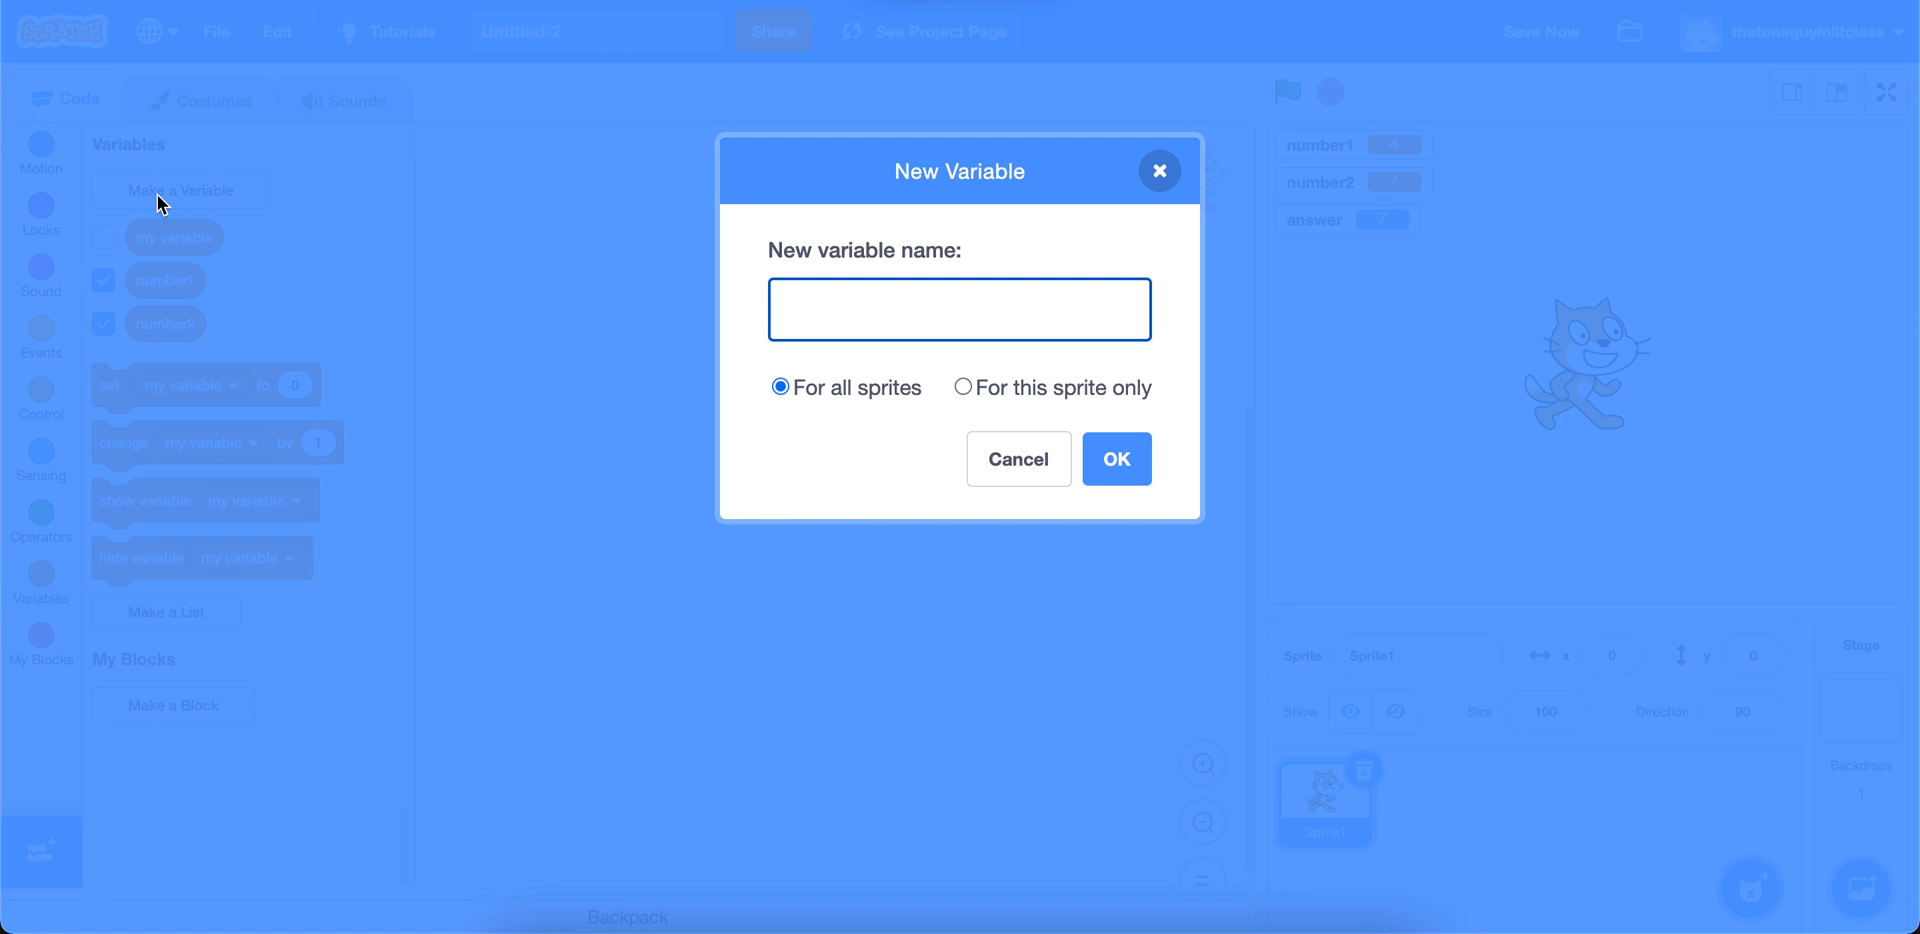 SCRATCH
File Edit Tutorials Untitled-2 Share See Project Page Save Now thatoneguyinlitclass
Code Costumes Sounds
Motion
Looks
Sound
Events
Control
Sensing
Operators
Variables
My Blocks
Variables
Make a Variable
my variable
number1
number2
set my variable to 0
change my variable by 1
show variable my variable
hide variable my variable
Make a List
My Blocks
Make a Block
New Variable
New variable name:
For all sprites For this sprite only
Cancel OK
number1 4
number2 7
answer 7
Sprite Sprite1 x 0 y 0
Show Size 100 Direction 90
Sprite1
Stage
Backdrops
1
Backpack